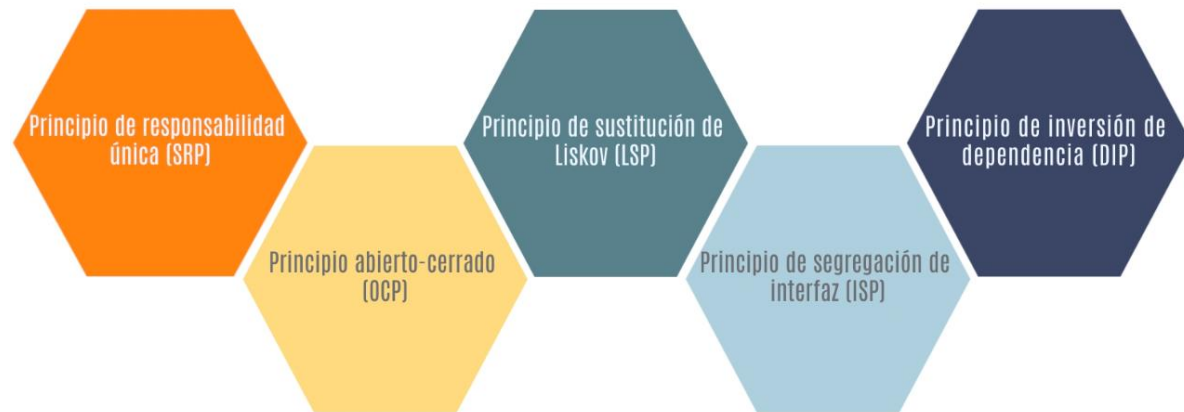 Principio de responsabilidad
única (SRP)
Principio abierto-cerrado
(OCP)
Principio de sustitución de
Liskov (LSP)
Principio de segregación de
interfaz (ISP)
Principio de inversión de
dependencia (DIP)